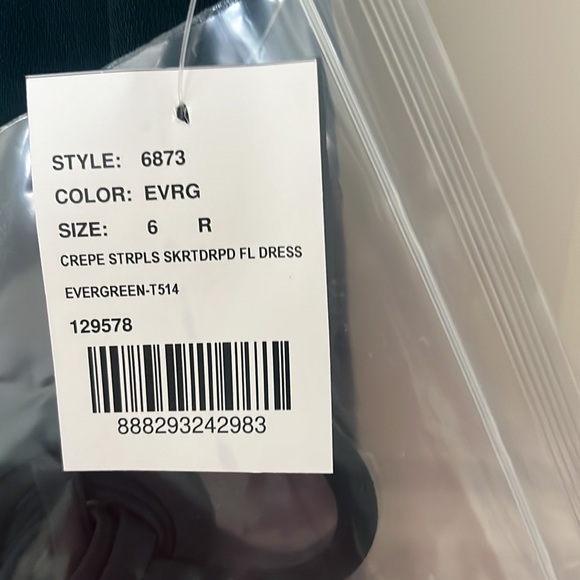 STYLE: 6873
COLOR: EVRG
SIZE: 6 R
CREPE STRPLS SKRTDRPD FL DRESS
EVERGREEN-T514
129578
888293242983